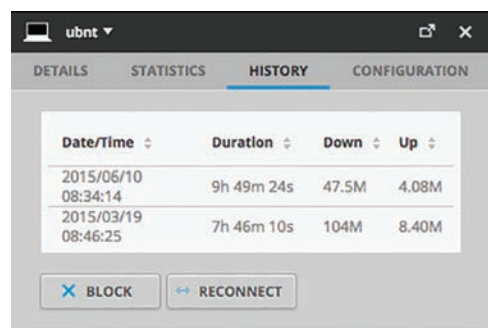 ubnt
DETAILS STATISTICS HISTORY CONFIGURATION
Date/Time Duration Down Up
2015/06/10
08:34:14 9h 49m 24s 47.5M 4.08M
2015/03/19
08:46:25 7h 46m 10s 104M 8.40M
BLOCK RECONNECT